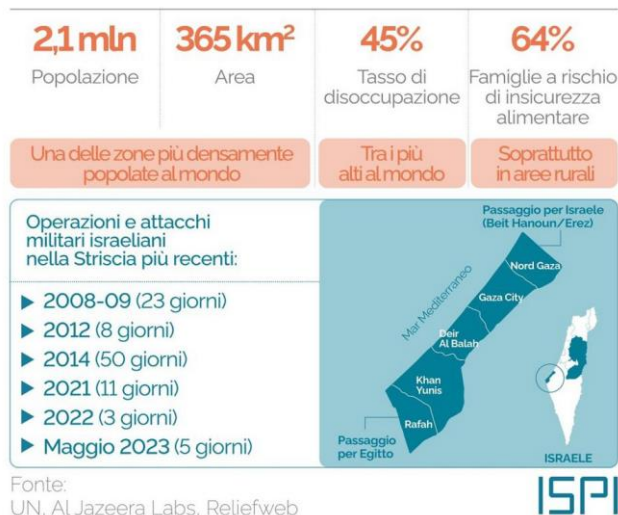 2,1 mln
Popolazione
365 km²
Area
45%
Tasso di
disoccupazione
64%
Famiglie a rischio
di insicurezza
alimentare
Una delle zone più densamente
popolate al mondo
Tra i più
alti al mondo
Soprattutto
in aree rurali
Operazioni e attacchi
militari israeliani
nella Striscia più recenti:
▶ 2008-09 (23 giorni)
▶ 2012 (8 giorni)
▶ 2014 (50 giorni)
▶ 2021 (11 giorni)
▶ 2022 (3 giorni)
▶ Maggio 2023 (5 giorni)
Passaggio per Israele
(Beit Hanoun/Erez)
Mar Mediterraneo
Nord Gaza
Gaza City
Deir
Al Balah
Khan
Yunis
Rafah
Passaggio
per Egitto
ISRAELE
Fonte:
UN, Al Jazeera Labs, Reliefweb
ISPI